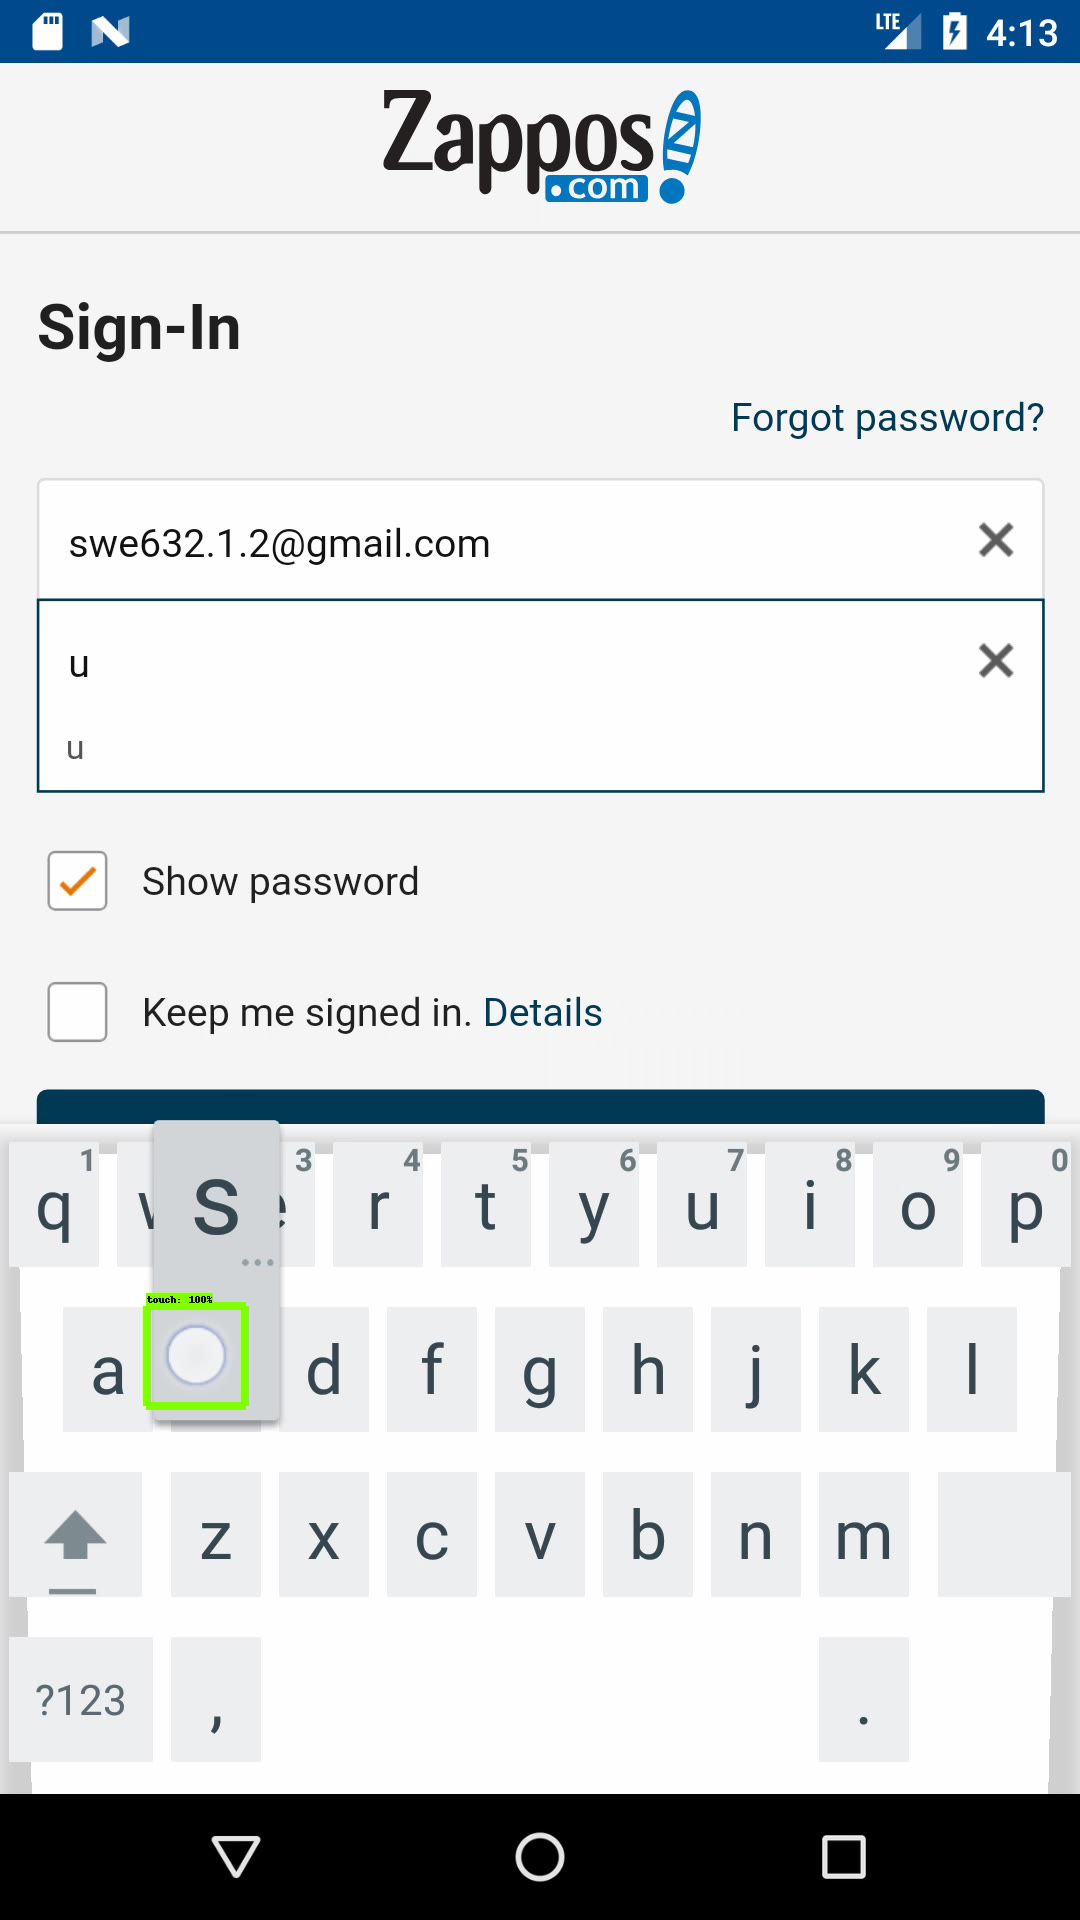 LTE 4:13
Zappos
.com
Sign-In
Forgot password?
swe632.1.2@gmail.com
u
u
Show password
Keep me signed in. Details
1 3 4 5 6 7 8 9 0
q w e r t y u i o p
s
touch: 100%
a d f g h j k l
z x c v b n m
?123 , .